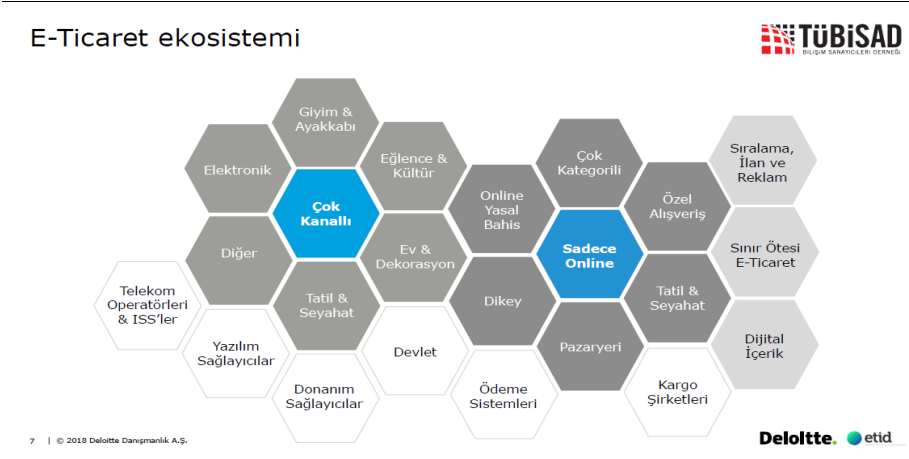 E-Ticaret ekosistemi
TÜBİSAD
BİLİŞİM SANAYİCİLERİ DERNEĞİ
Giyim &
Ayakkabı
Elektronik
Eğlence &
Kültür
Çok
Kanallı
Diğer
Ev &
Dekorasyon
Tatil &
Seyahat
Çok
Kategorili
Online
Yasal
Bahis
Özel
Alışveriş
Sadece
Online
Dikey
Tatil &
Seyahat
Pazaryeri
Sıralama,
İlan ve
Reklam
Sınır Ötesi
E-Ticaret
Dijital
İçerik
Telekom
Operatörleri
& ISS'ler
Yazılım
Sağlayıcılar
Donanım
Sağlayıcılar
Devlet
Ödeme
Sistemleri
Kargo
Şirketleri
7 | © 2018 Deloitte Danışmanlık A.Ş.
Deloitte.
etid